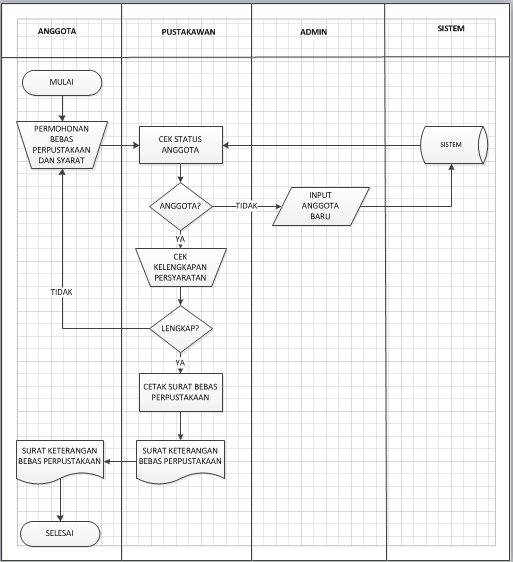 ANGGOTA
PUSTAKAWAN
ADMIN
SISTEM
MULAI
PERMOHONAN
BEBAS
PERPUSTAKAAN
DAN SYARAT
CEK STATUS
ANGGOTA
SISTEM
ANGGOTA?
TIDAK
INPUT
ANGGOTA
BARU
YA
CEK
KELENGKAPAN
PERSYARATAN
TIDAK
LENGKAP?
YA
CETAK SURAT BEBAS
PERPUSTAKAAN
SURAT KETERANGAN
BEBAS PERPUSTAKAAN
SURAT KETERANGAN
BEBAS PERPUSTAKAAN
SELESAI